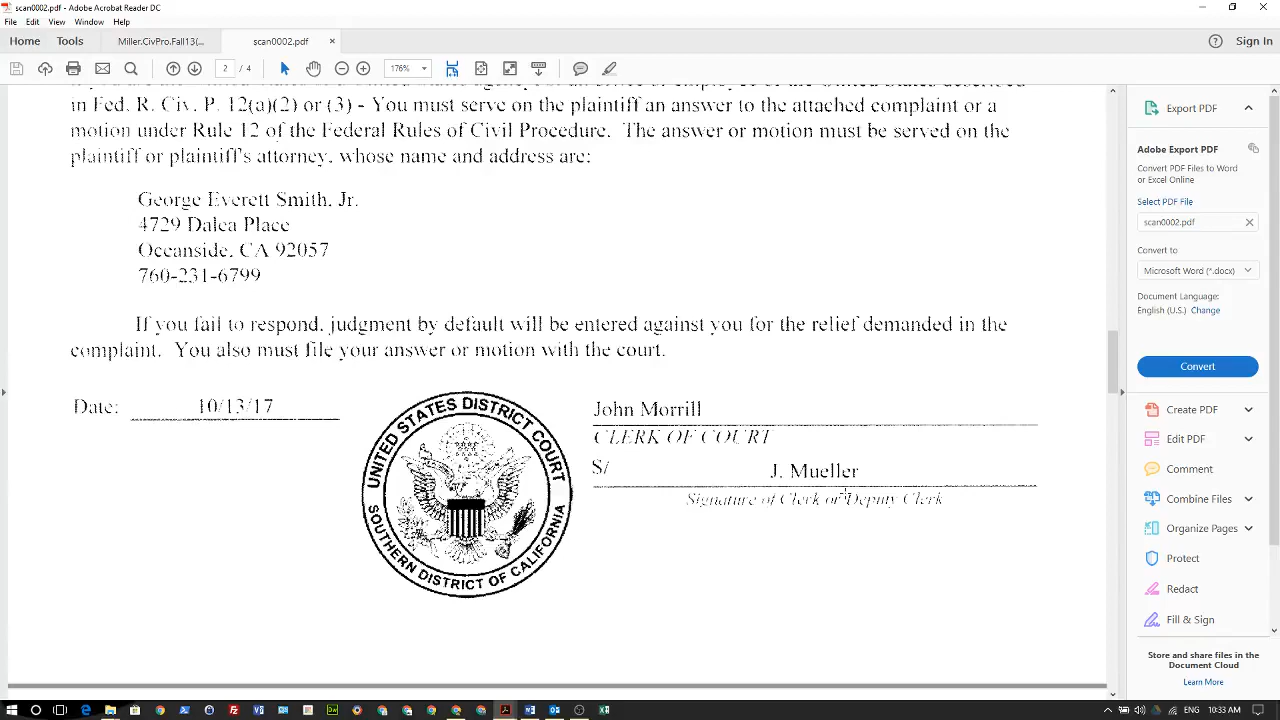 scan0002.pdf - Adobe Acrobat Reader DC
File Edit View Window Help
Home Tools Miller.CivPro.Fall13(... scan0002.pdf × Sign In
2 / 4 176%
in Fed. R. Civ. P. 12(a)(2) or (3) - You must serve on the plaintiff an answer to the attached complaint or a
motion under Rule 12 of the Federal Rules of Civil Procedure. The answer or motion must be served on the
plaintiff or plaintiff's attorney, whose name and address are:
George Everett Smith, Jr.
4729 Dalea Place
Oceanside, CA 92057
760-231-6799
If you fail to respond, judgment by default will be entered against you for the relief demanded in the
complaint. You also must file your answer or motion with the court.
Date: 10/13/17
UNITED STATES DISTRICT COURT
SOUTHERN DISTRICT OF CALIFORNIA
John Morrill
CLERK OF COURT
S/ J. Mueller
Signature of Clerk or Deputy Clerk
Export PDF
Adobe Export PDF
Convert PDF Files to Word
or Excel Online
Select PDF File
scan0002.pdf
Convert to
Microsoft Word (*.docx)
Document Language:
English (U.S.) Change
Convert
Create PDF
Edit PDF
Comment
Combine Files
Organize Pages
Protect
Redact
Fill & Sign
Store and share files in the
Document Cloud
Learn More
10:33 AM